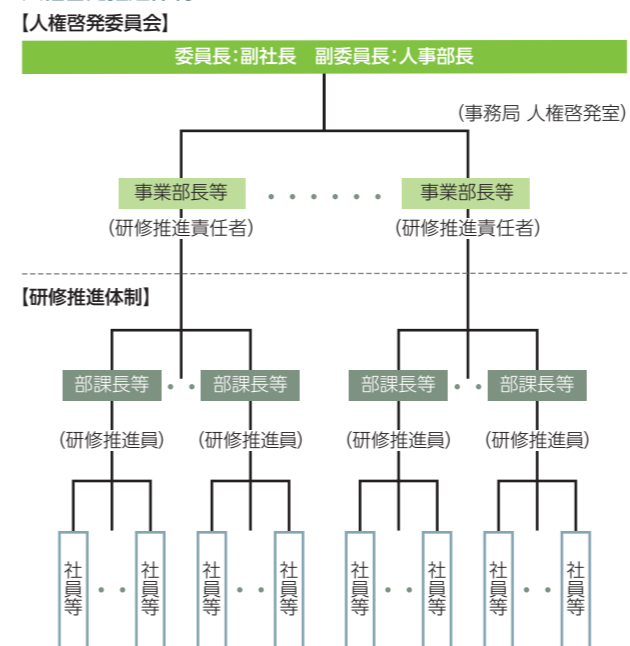 【人権啓発委員会】
委員長：副社長　副委員長：人事部長
（事務局 人権啓発室）
事業部長等 ・・・・・・ 事業部長等
（研修推進責任者） （研修推進責任者）
【研修推進体制】
部課長等 ・・ 部課長等 部課長等 ・・ 部課長等
（研修推進員） （研修推進員） （研修推進員） （研修推進員）
社員等 ・・ 社員等 社員等 ・・ 社員等 社員等 ・・ 社員等 社員等 ・・ 社員等